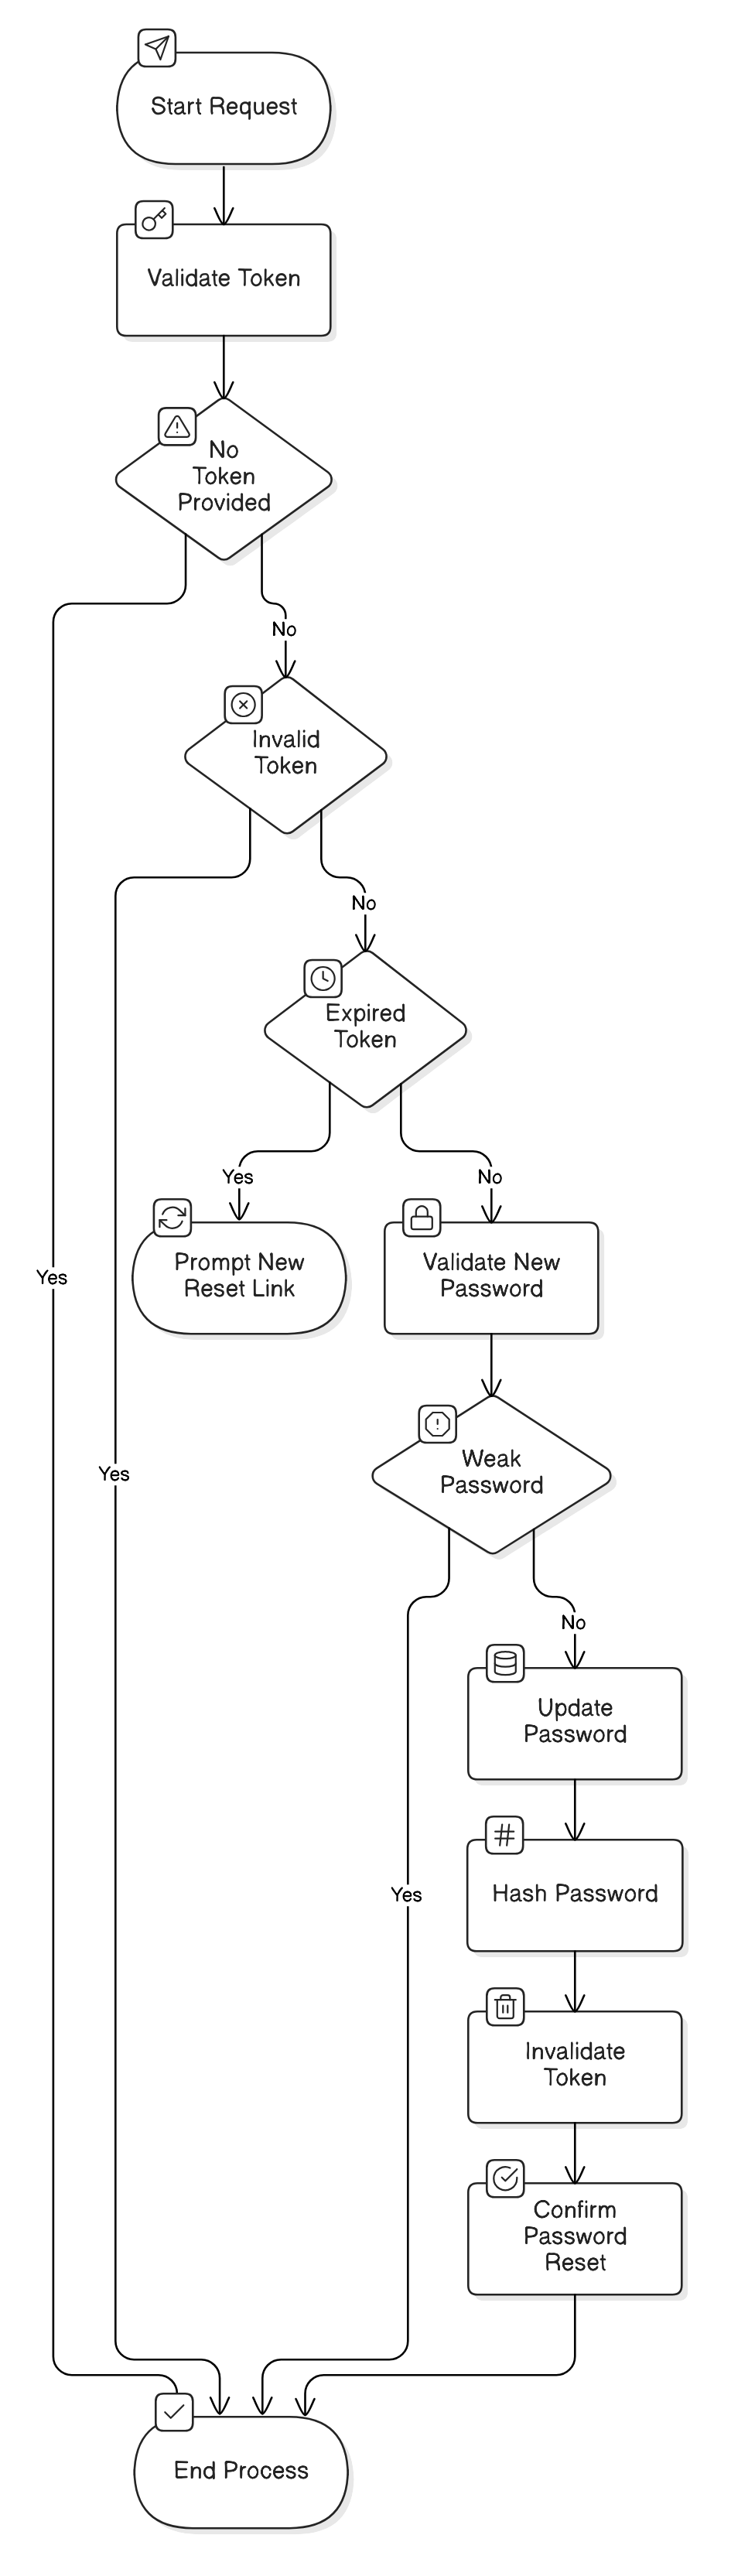 Start Request
Validate Token
No
Token
Provided
No
Invalid
Token
No
Expired
Token
Yes
No
Prompt New
Reset Link
Validate New
Password
Yes
Weak
Password
Yes
No
Update
Password
Hash Password
Yes
Invalidate
Token
Confirm
Password
Reset
End Process